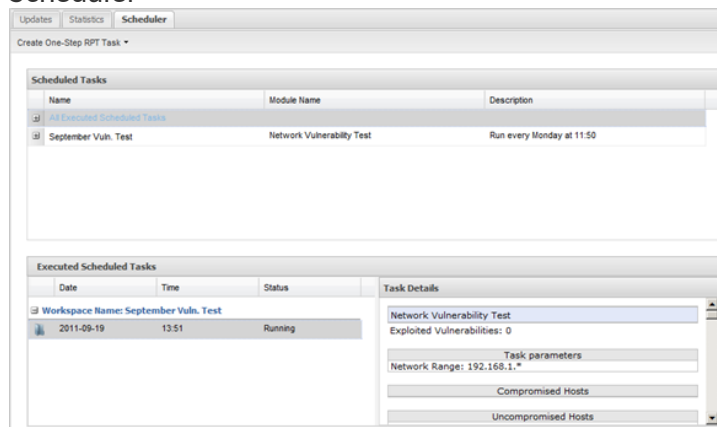 Scheduler
Updates Statistics Scheduler
Create One-Step RPT Task
Scheduled Tasks
Name Module Name Description
All Executed Scheduled Tasks
September Vuln. Test Network Vulnerability Test Run every Monday at 11:50
Executed Scheduled Tasks
Date Time Status
Workspace Name: September Vuln. Test
2011-09-19 13:51 Running
Task Details
Network Vulnerability Test
Exploited Vulnerabilities: 0
Task parameters
Network Range: 192.168.1.*
Compromised Hosts
Uncompromised Hosts